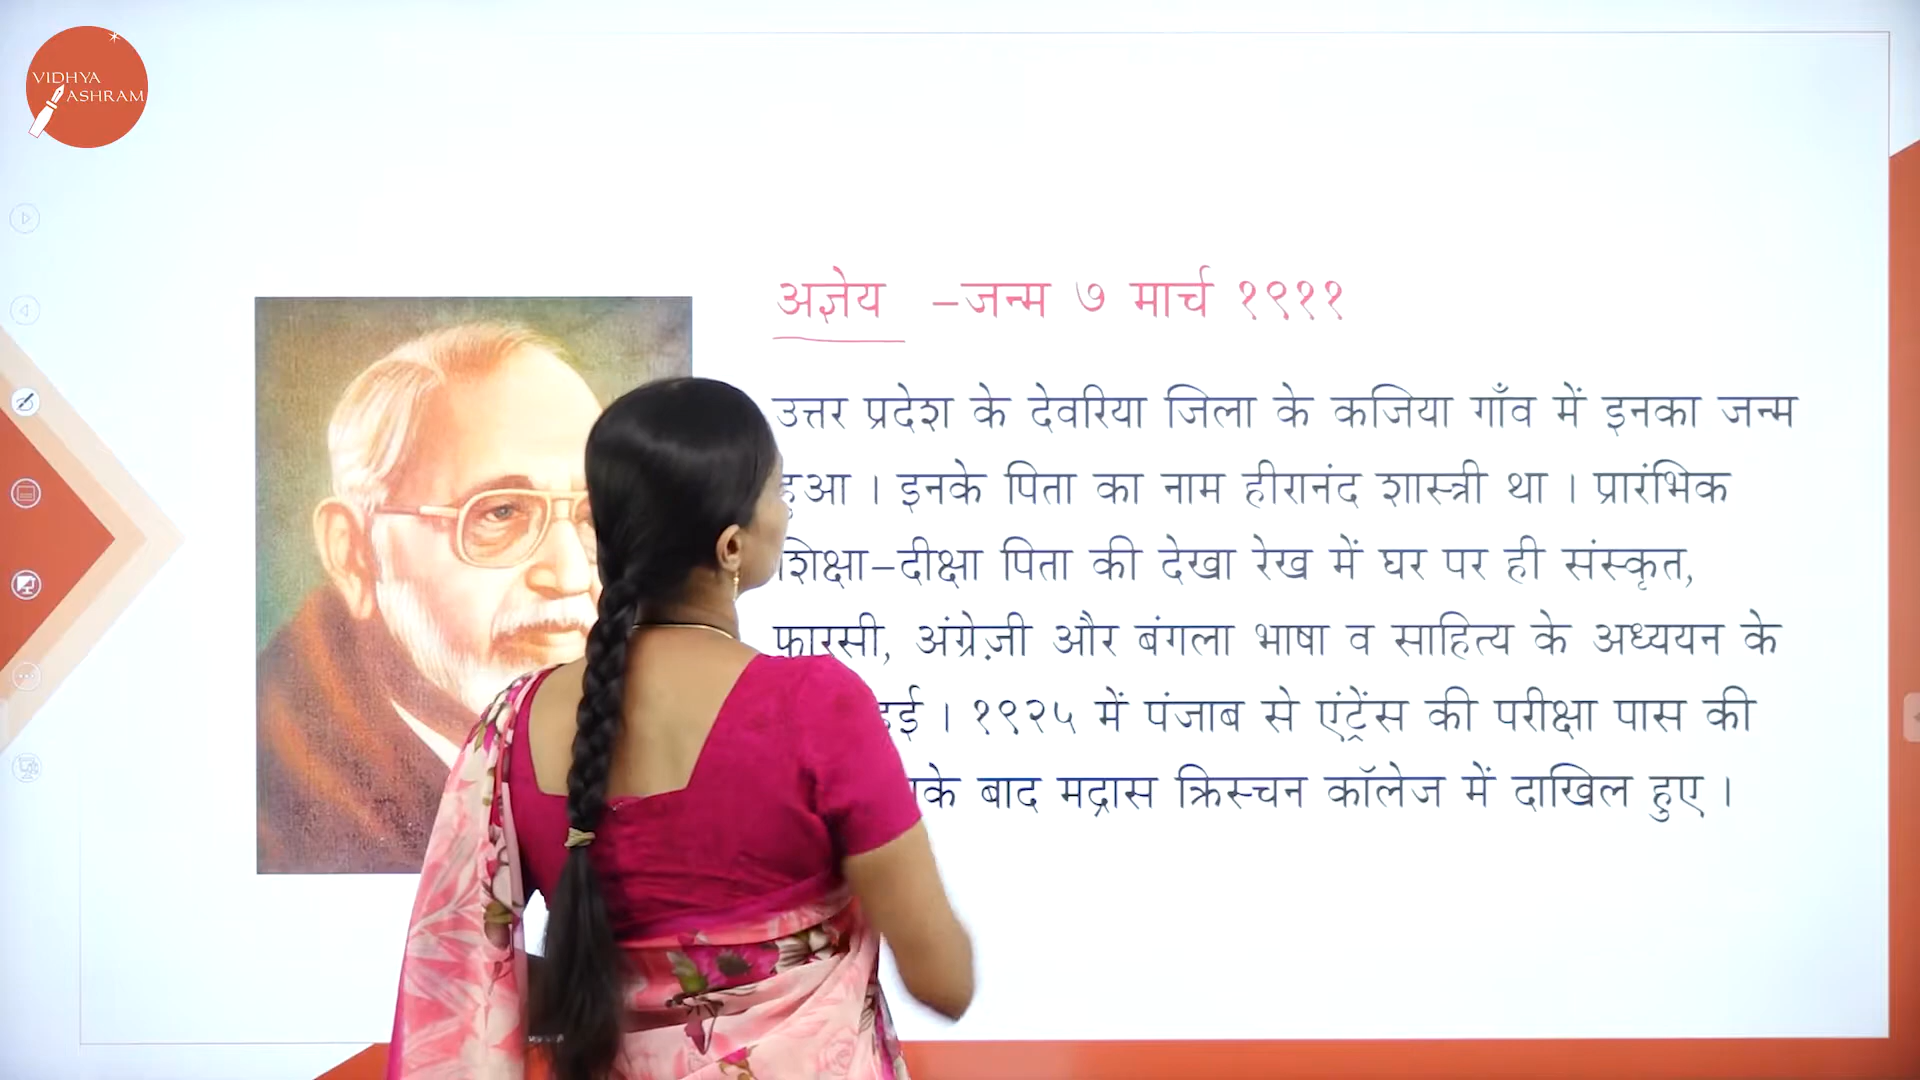 VIDHYA
ASHRAM
अज्ञेय –जन्म ७ मार्च १९११
उत्तर प्रदेश के देवरिया जिला के कजिया गाँव में इनका जन्म
हुआ । इनके पिता का नाम हीरानंद शास्त्री था । प्रारंभिक
शिक्षा–दीक्षा पिता की देखा रेख में घर पर ही संस्कृत,
फारसी, अंग्रेज़ी और बंगला भाषा व साहित्य के अध्ययन के
। १९२५ में पंजाब से एंट्रेंस की परीक्षा पास की
बाद मद्रास क्रिस्चन कॉलेज में दाखिल हुए ।